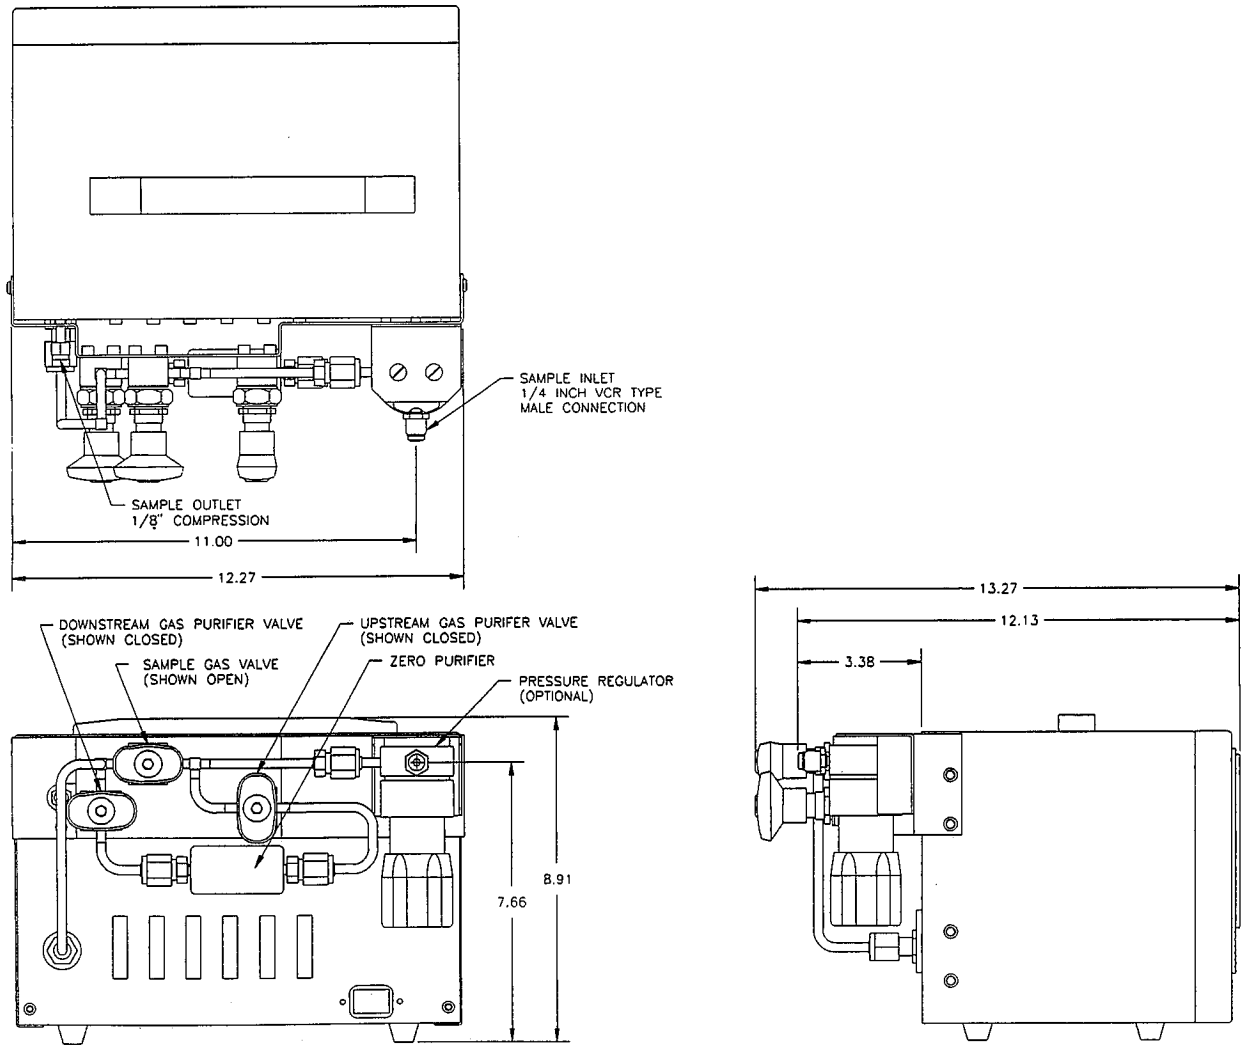 SAMPLE INLET
1/4 INCH VCR TYPE
MALE CONNECTION
SAMPLE OUTLET
1/8" COMPRESSION
11.00
12.27
13.27
12.13
3.38
DOWNSTREAM GAS PURIFIER VALVE
(SHOWN CLOSED)
UPSTREAM GAS PURIFER VALVE
(SHOWN CLOSED)
SAMPLE GAS VALVE
(SHOWN OPEN)
ZERO PURIFIER
PRESSURE REGULATOR
(OPTIONAL)
8.91
7.66